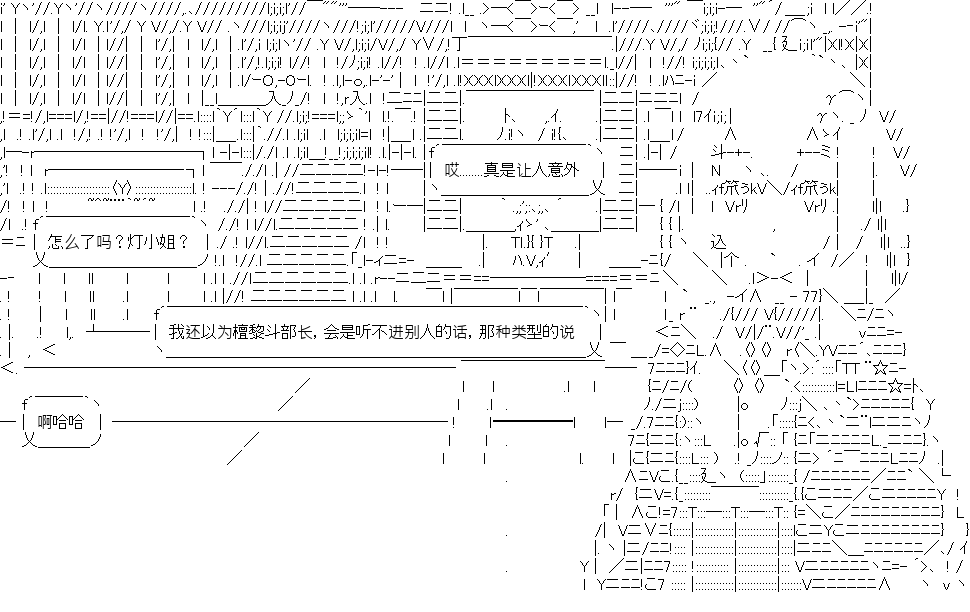 哎........真是让人意外
怎么了吗？灯小姐？
我还以为檀黎斗部长，会是听不进别人的话，那种类型的说
啊哈哈